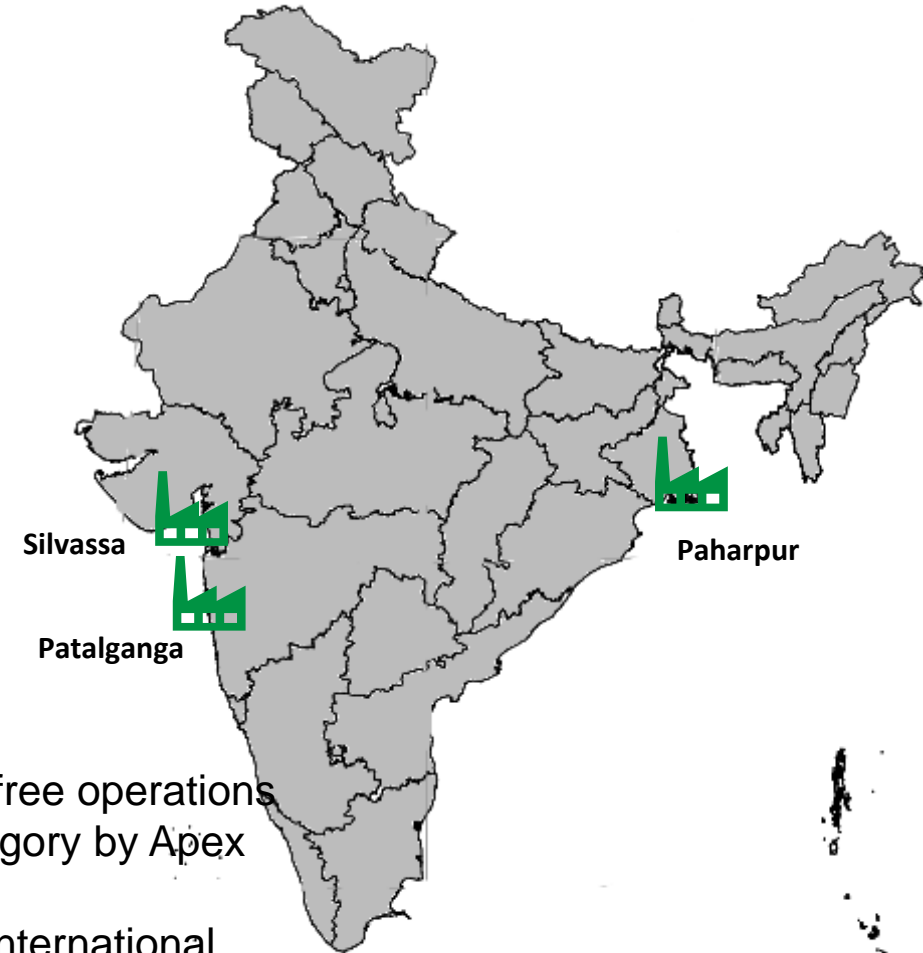 Silvassa
Paharpur
Patalganga
free operations
gory by Apex
nternational